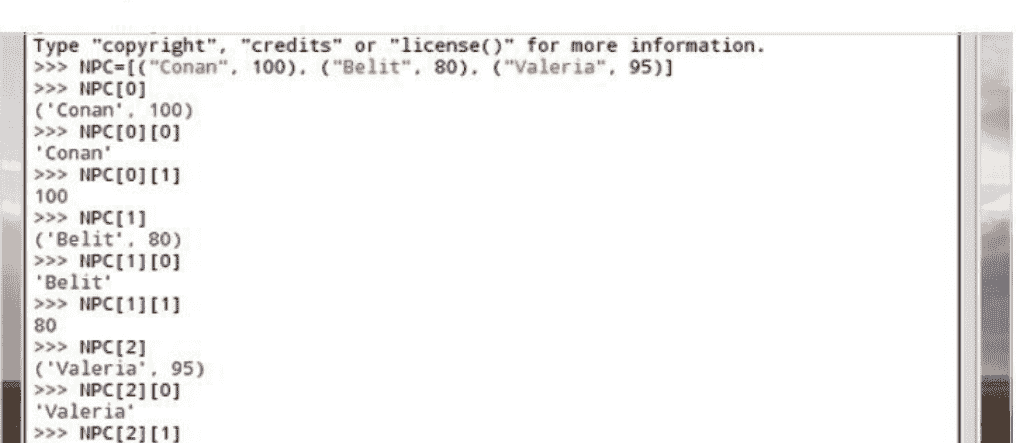 Type "copyright", "credits" or "license()" for more information.
>>> NPC=[("Conan", 100), ("Belit", 80), ("Valeria", 95)]
>>> NPC[0]
('Conan', 100)
>>> NPC[0][0]
'Conan'
>>> NPC[0][1]
100
>>> NPC[1]
('Belit', 80)
>>> NPC[1][0]
'Belit'
>>> NPC[1][1]
80
>>> NPC[2]
('Valeria', 95)
>>> NPC[2][0]
'Valeria'
>>> NPC[2][1]